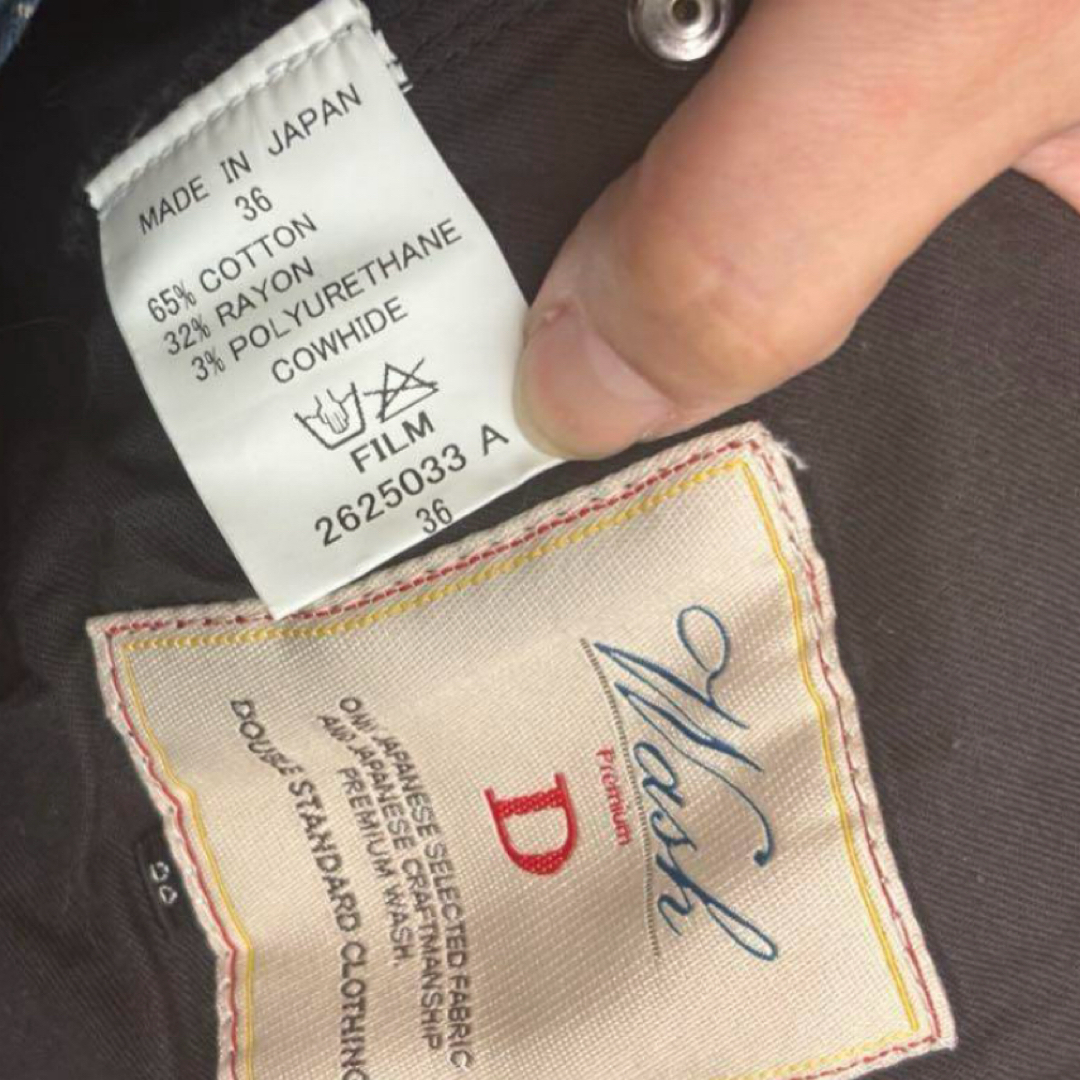 MADE IN JAPAN
36
65% COTTON
32% RAYON
3% POLYURETHANE
COWHIDE
FILM
2625033 A
36
Wash
Premium
D
ONLY JAPANESE SELECTED FABRIC
AND JAPANESE CRAFTMANSHIP
PREMIUM WASH.
DOUBLE STANDARD CLOTHING